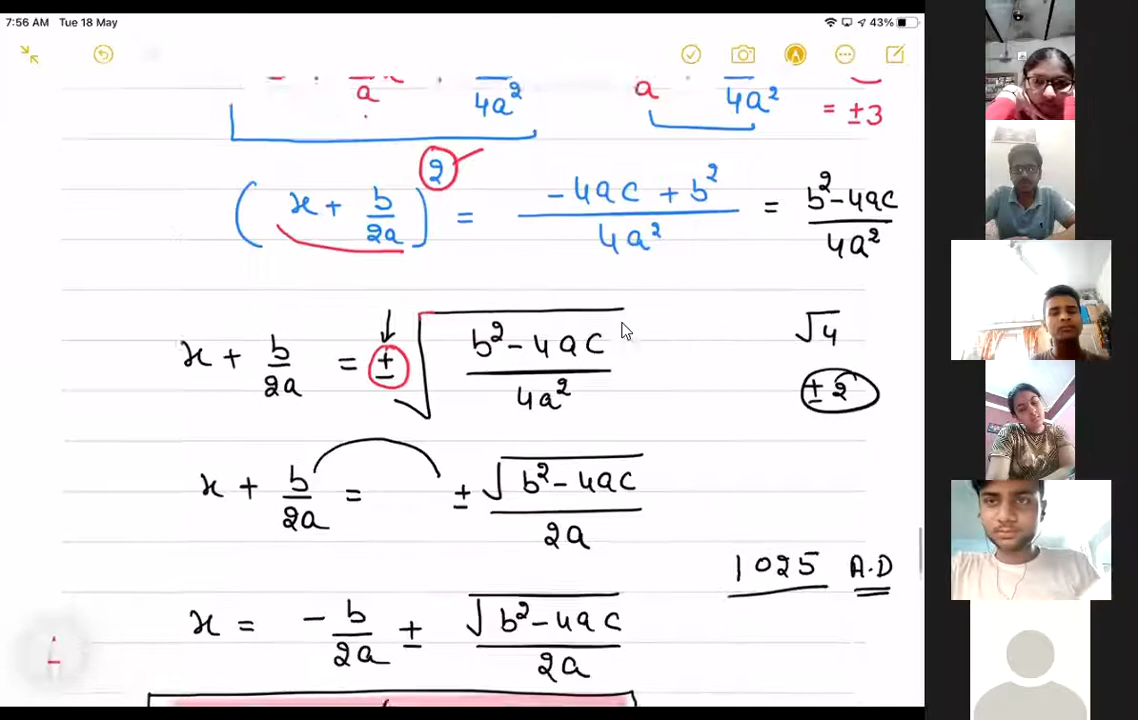 7:56 AM Tue 18 May 43%
a 4a² a 4a² = ±3
(x + b/2a)² = -4ac + b²/4a² = b²-4ac/4a²
x + b/2a = ± √b²-4ac/4a² √4
±2
x + b/2a = ± √b²-4ac/2a
1025 A.D
x = -b/2a ± √b²-4ac/2a